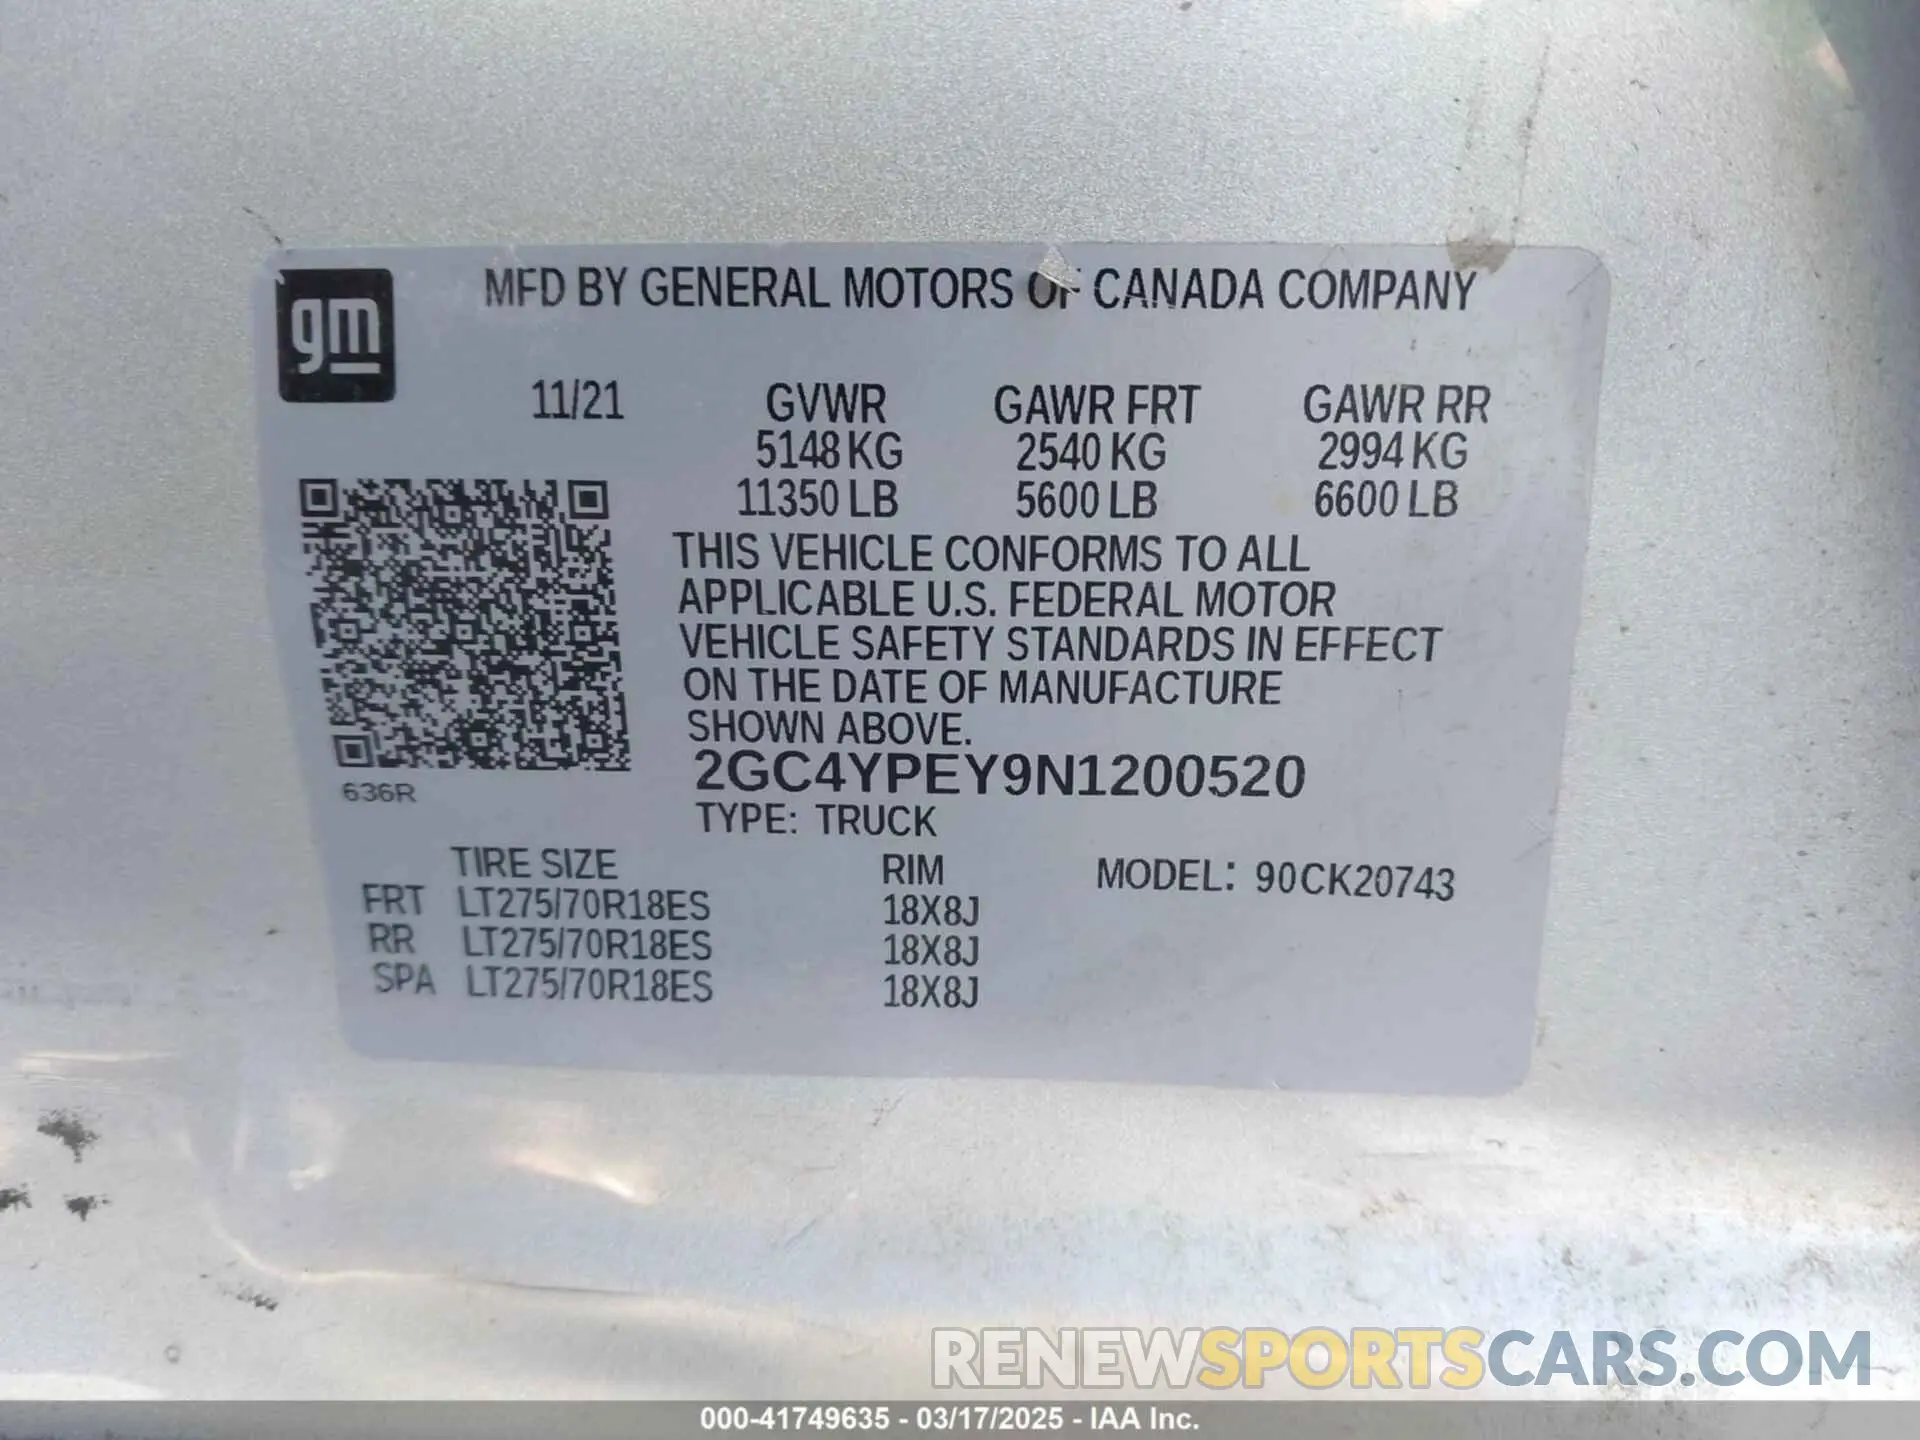 gm
MFD BY GENERAL MOTORS OF CANADA COMPANY
11/21 GVWR GAWR FRT GAWR RR
5148 KG 2540 KG 2994 KG
11350 LB 5600 LB 6600 LB
THIS VEHICLE CONFORMS TO ALL
APPLICABLE U.S. FEDERAL MOTOR
VEHICLE SAFETY STANDARDS IN EFFECT
ON THE DATE OF MANUFACTURE
SHOWN ABOVE.
2GC4YPEY9N1200520
636R
TYPE: TRUCK
TIRE SIZE RIM MODEL: 90CK20743
FRT LT275/70R18ES 18X8J
RR LT275/70R18ES 18X8J
SPA LT275/70R18ES 18X8J
RENEWSPORTSCARS.COM
000-41749635 - 03/17/2025 - IAA Inc.